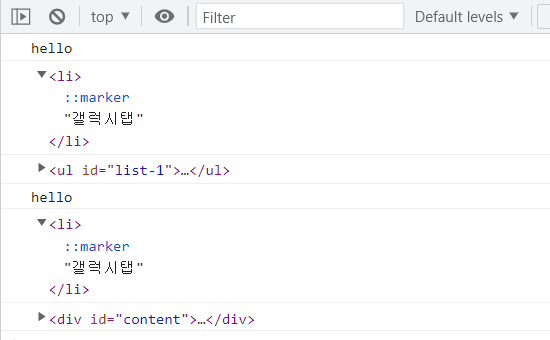 top
Filter
Default levels
hello
<li>
::marker
"갤럭시탭"
</li>
<ul id="list-1">…</ul>
hello
<li>
::marker
"갤럭시탭"
</li>
<div id="content">…</div>